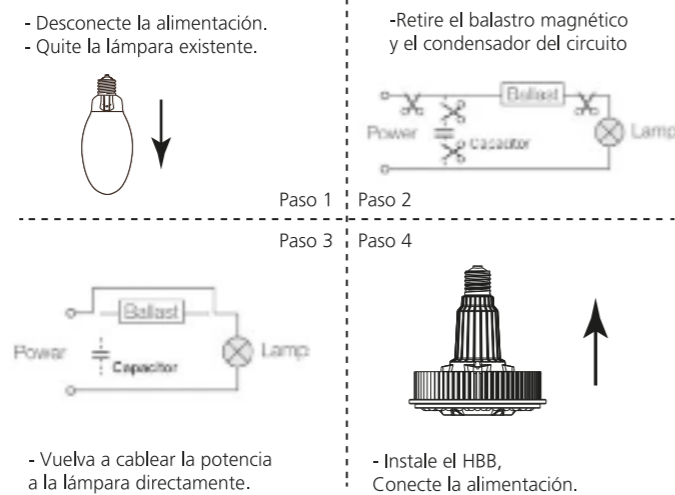 - Desconecte la alimentación.
- Quite la lámpara existente.
Paso 1
-Retire el balastro magnético
y el condensador del circuito
Ballast
Power
Capacitor
Lamp
Paso 2
Paso 3
Ballast
Power
Capacitor
Lamp
- Vuelva a cablear la potencia
a la lámpara directamente.
Paso 4
- Instale el HBB,
Conecte la alimentación.